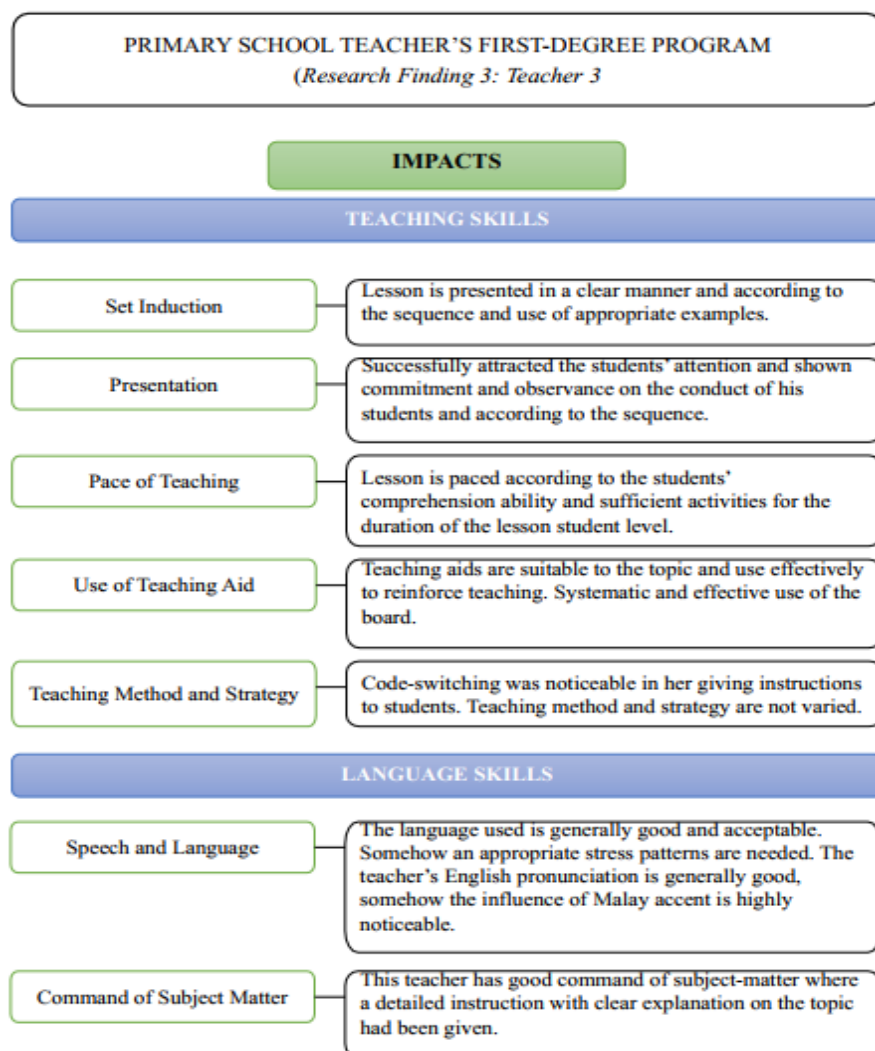 PRIMARY SCHOOL TEACHER'S FIRST-DEGREE PROGRAM
(Research Finding 3: Teacher 3
IMPACTS
TEACHING SKILLS
Set Induction
Lesson is presented in a clear manner and according to
the sequence and use of appropriate examples.
Presentation
Successfully attracted the students' attention and shown
commitment and observance on the conduct of his
students and according to the sequence.
Pace of Teaching
Lesson is paced according to the students'
comprehension ability and sufficient activities for the
duration of the lesson student level.
Use of Teaching Aid
Teaching aids are suitable to the topic and use effectively
to reinforce teaching. Systematic and effective use of the
board.
Teaching Method and Strategy
Code-switching was noticeable in her giving instructions
to students. Teaching method and strategy are not varied.
LANGUAGE SKILLS
Speech and Language
The language used is generally good and acceptable.
Somehow an appropriate stress patterns are needed. The
teacher's English pronunciation is generally good,
somehow the influence of Malay accent is highly
noticeable.
Command of Subject Matter
This teacher has good command of subject-matter where
a detailed instruction with clear explanation on the topic
had been given.